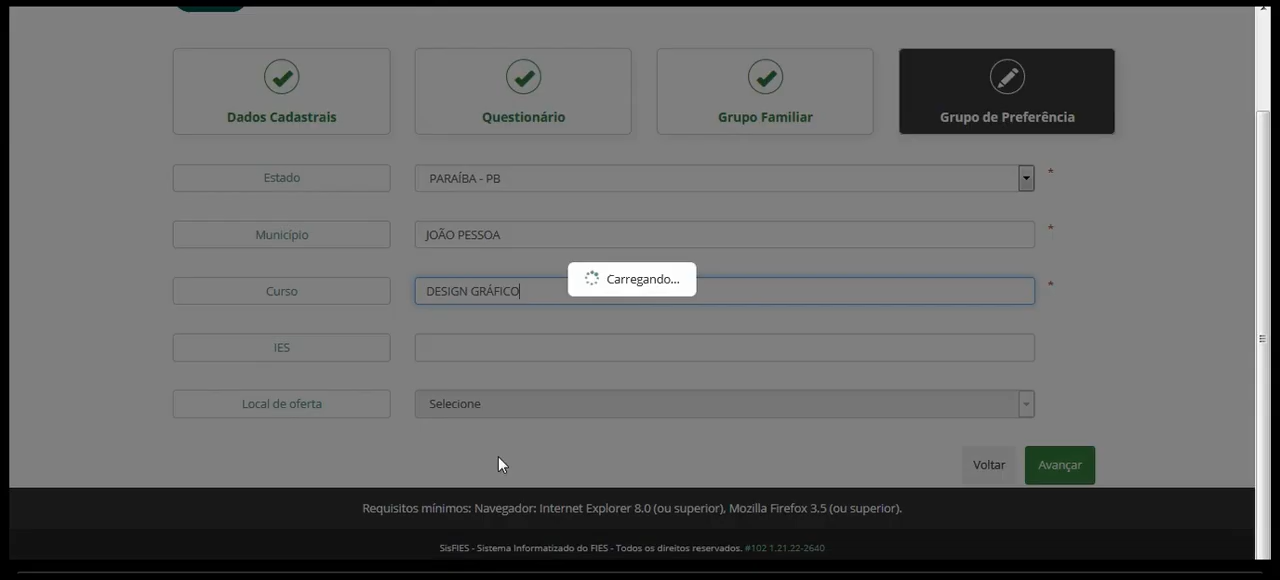 Dados Cadastrais
Questionário
Grupo Familiar
Grupo de Preferência
Estado
PARAÍBA - PB
*
Município
JOÃO PESSOA
*
Carregando...
Curso
DESIGN GRÁFICO
*
IES
Local de oferta
Selecione
Voltar
Avançar
Requisitos mínimos: Navegador: Internet Explorer 8.0 (ou superior), Mozilla Firefox 3.5 (ou superior).
SisFIES - Sistema Informatizado do FIES - Todos os direitos reservados. #102 1.21.22-2640